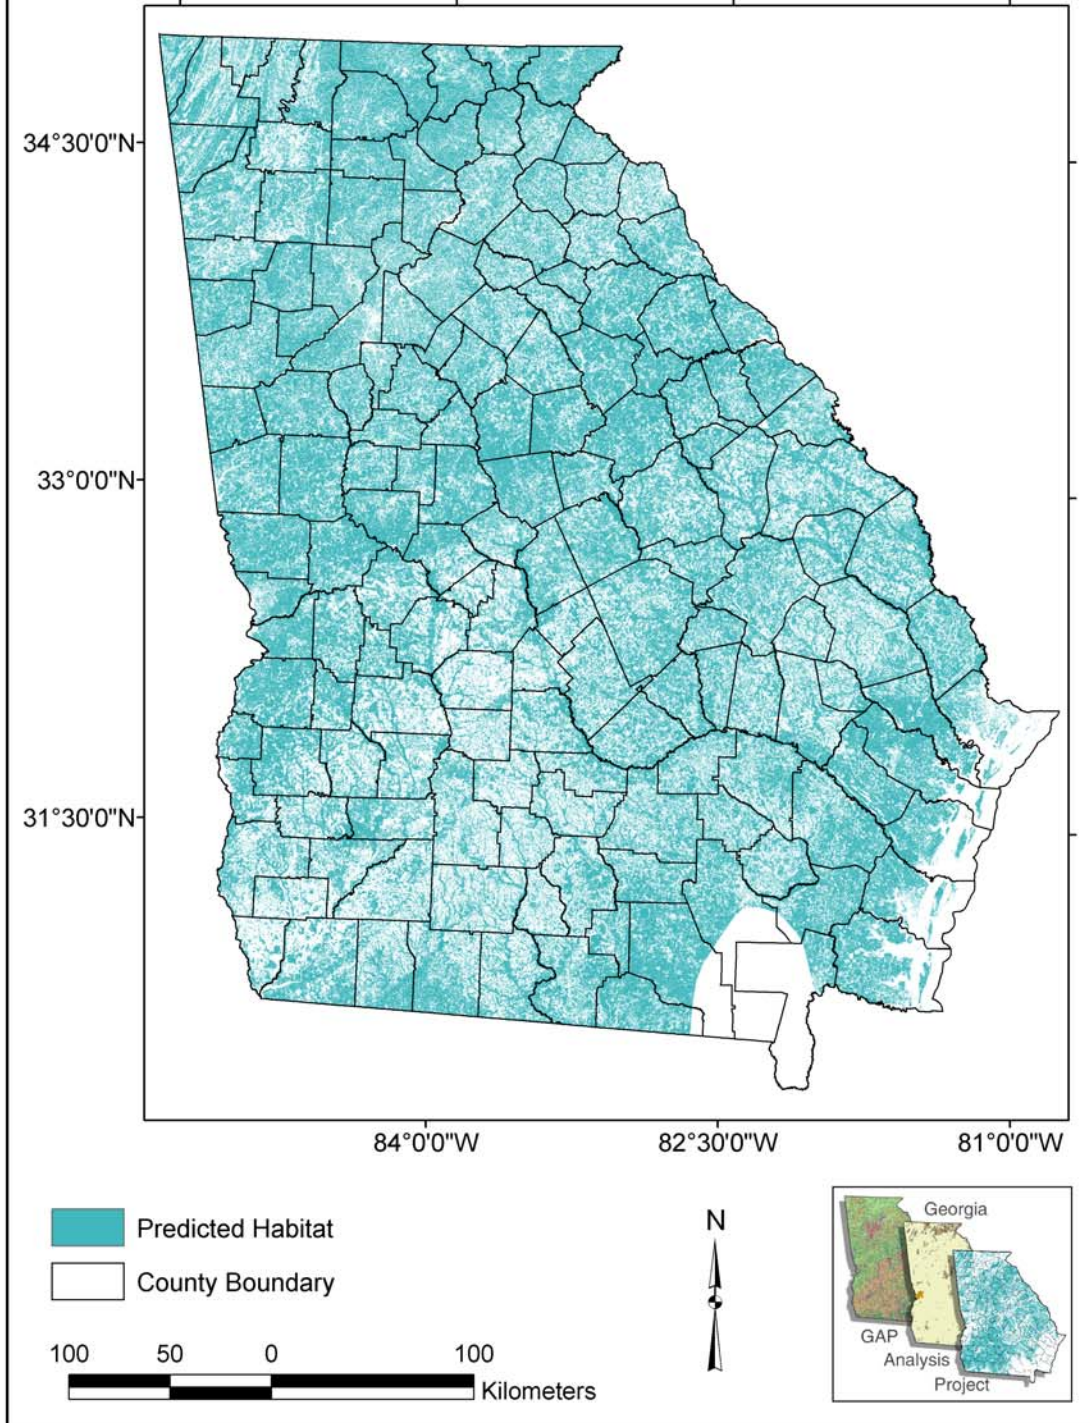 34°30'0"N
33°0'0"N
31°30'0"N
84°0'0"W 82°30'0"W 81°0'0"W
Predicted Habitat
County Boundary
100 50 0 100
Kilometers
N
Georgia
GAP
Analysis
Project